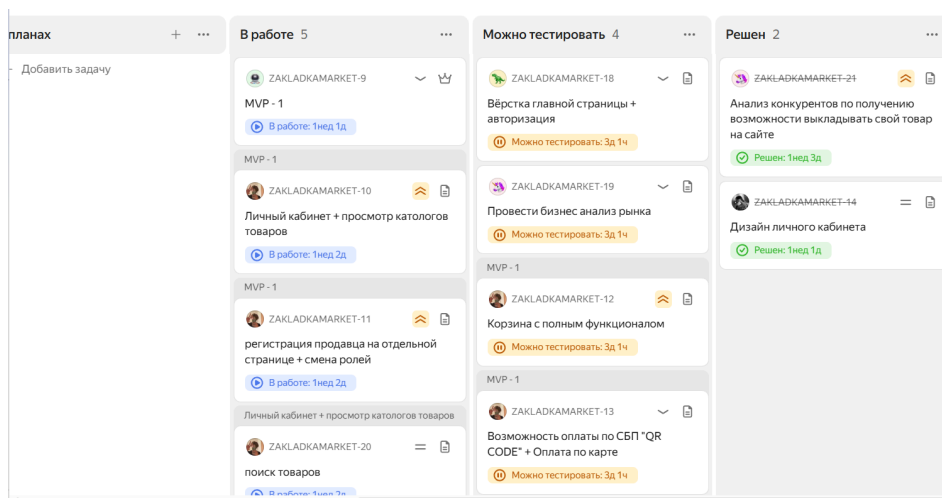 планах + ...
Добавить задачу
В работе 5 ...
ZAKLADKAMARKET-9
MVP - 1
В работе: 1нед 1д
MVP - 1
ZAKLADKAMARKET-10
Личный кабинет + просмотр катологов
товаров
В работе: 1нед 2д
MVP - 1
ZAKLADKAMARKET-11
регистрация продавца на отдельной
странице + смена ролей
В работе: 1нед 2д
Личный кабинет + просмотр катологов товаров
ZAKLADKAMARKET-20
поиск товаров
В работе: 1нед 2д
Можно тестировать 4 ...
ZAKLADKAMARKET-18
Вёрстка главной страницы +
авторизация
Можно тестировать: 3д 1ч
ZAKLADKAMARKET-19
Провести бизнес анализ рынка
Можно тестировать: 3д 1ч
MVP - 1
ZAKLADKAMARKET-12
Корзина с полным функционалом
Можно тестировать: 3д 1ч
MVP - 1
ZAKLADKAMARKET-13
Возможность оплаты по СБП "QR
CODE" + Оплата по карте
Можно тестировать: 3д 1ч
Решен 2 ...
ZAKLADKAMARKET-21
Анализ конкурентов по получению
возможности выкладывать свой товар
на сайте
Решен: 1нед 3д
ZAKLADKAMARKET-14
Дизайн личного кабинета
Решен: 1нед 1д